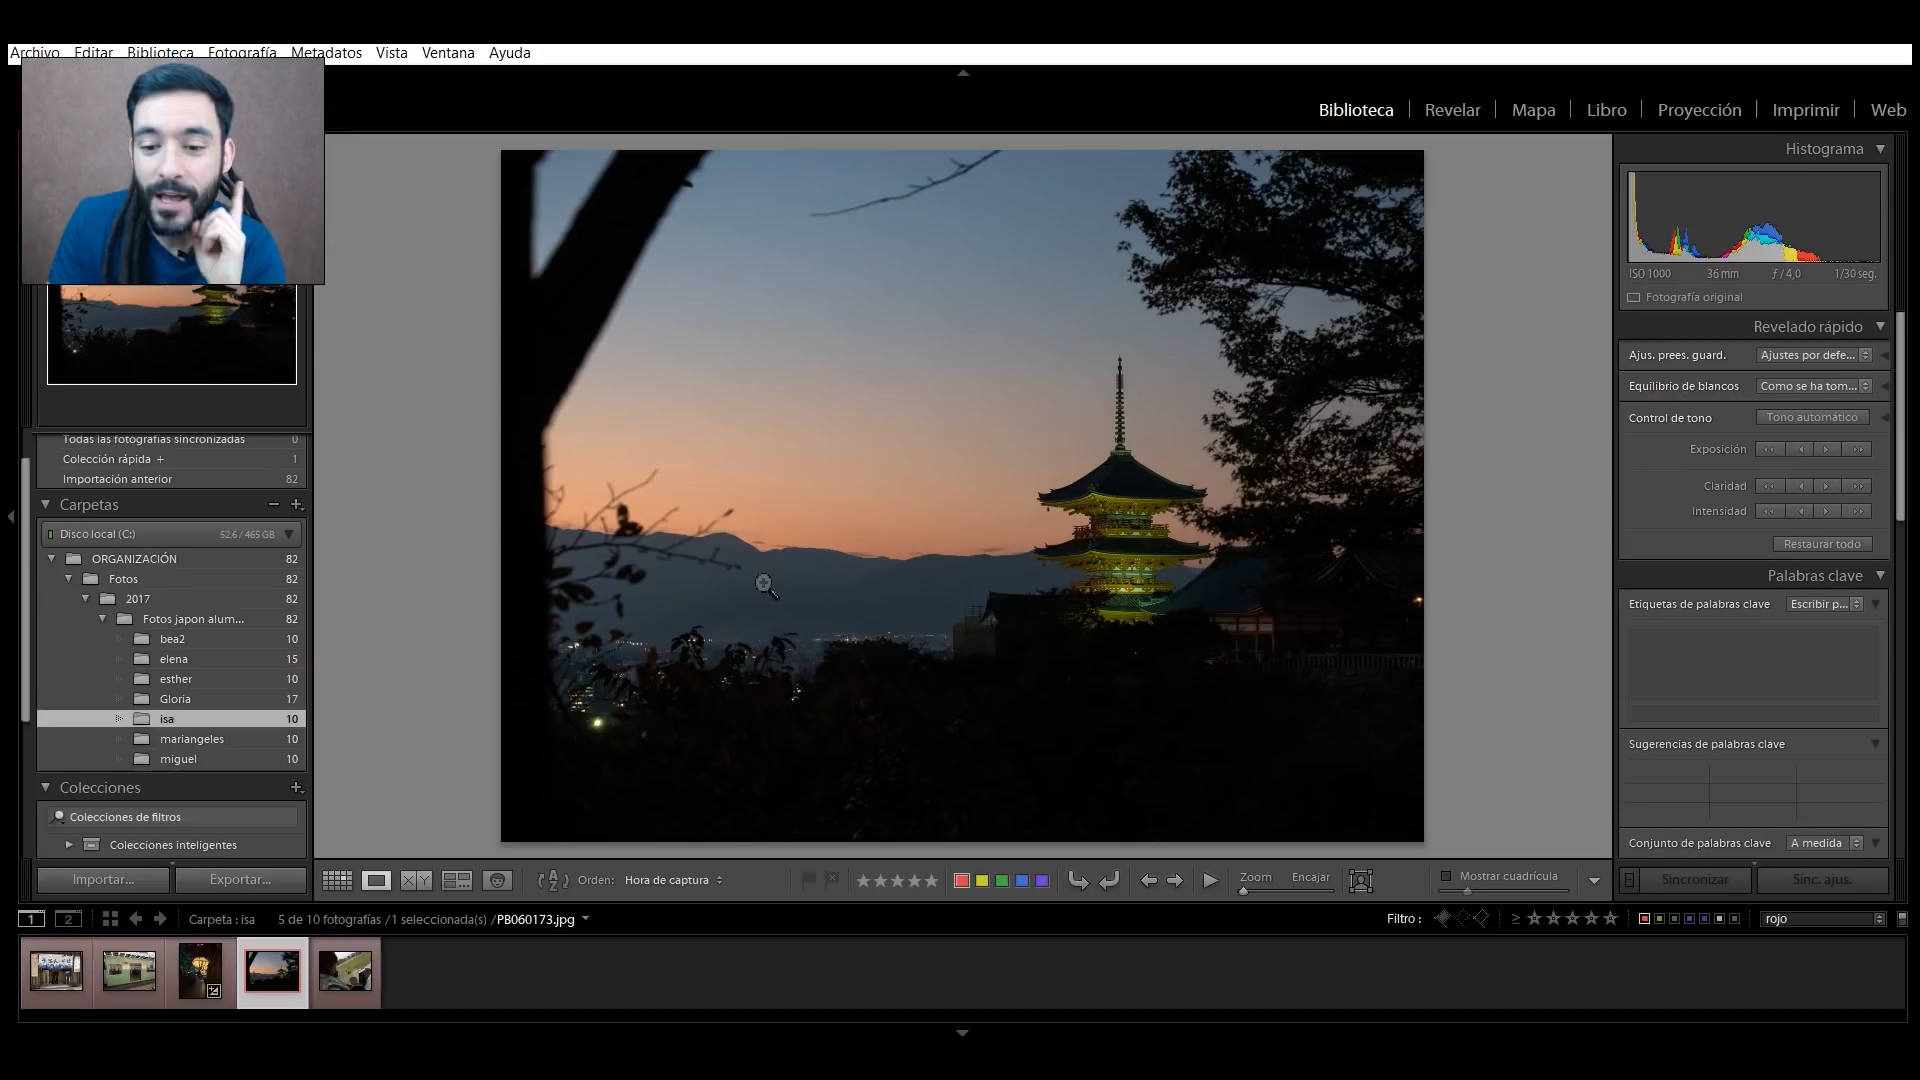 Archivo Editar Biblioteca Fotografía Metadatos Vista Ventana Ayuda
Biblioteca Revelar Mapa Libro Proyección Imprimir Web
Histograma
ISO 1000 36 mm ƒ / 4,0 1/30 seg.
Fotografía original
Revelado rápido
Ajus. prees. guard. Ajustes por defe...
Equilibrio de blancos Como se ha tom...
Control de tono Tono automático
Exposición
Claridad
Intensidad
Restaurar todo
Palabras clave
Etiquetas de palabras clave Escribir p...
Sugerencias de palabras clave
Conjunto de palabras clave A medida
Sincronizar Sinc. ajus.
Todas las fotografías sincronizadas 0
Colección rápida + 1
Importación anterior 82
Carpetas
Disco local (C:) 52,6 / 465 GB
ORGANIZACIÓN 82
Fotos 82
2017 82
Fotos japon alum... 82
bea2 10
elena 15
esther 10
Gloria 17
isa 10
mariangeles 10
miguel 10
Colecciones
Colecciones de filtros
Colecciones inteligentes
Importar... Exportar...
XY AZ Orden: Hora de captura Zoom Encajar Mostrar cuadrícula
1 2 Carpeta : isa 5 de 10 fotografías /1 seleccionada(s) /PB060173.jpg Filtro : ≥ rojo